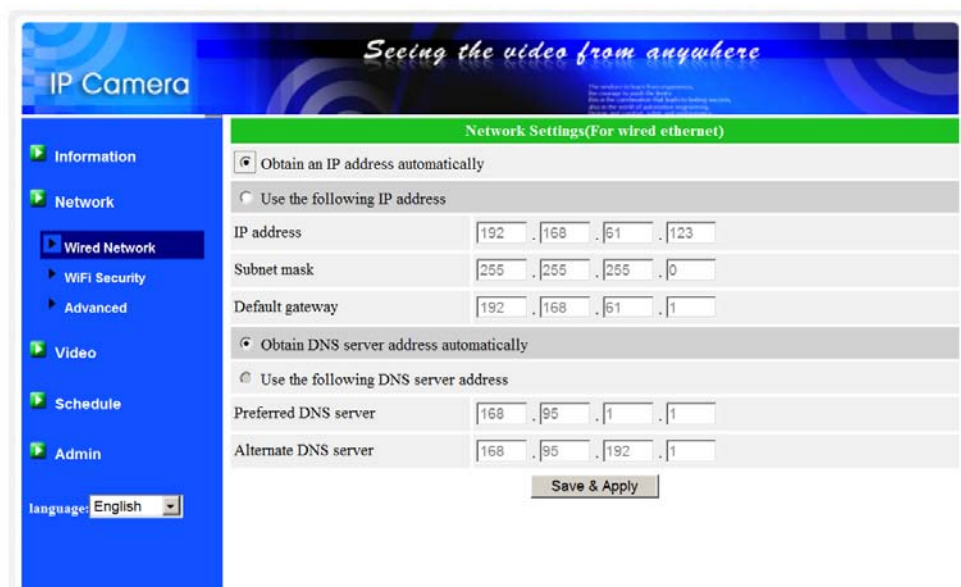 Seeing the video from anywhere
IP Camera
Network Settings(For wired ethernet)
Information
Network
Wired Network
WiFi Security
Advanced
Video
Schedule
Admin
language: English
Obtain an IP address automatically
Use the following IP address
IP address 192 . 168 . 61 . 123
Subnet mask 255 . 255 . 255 . 0
Default gateway 192 . 168 . 61 . 1
Obtain DNS server address automatically
Use the following DNS server address
Preferred DNS server 168 . 95 . 1 . 1
Alternate DNS server 168 . 95 . 192 . 1
Save & Apply